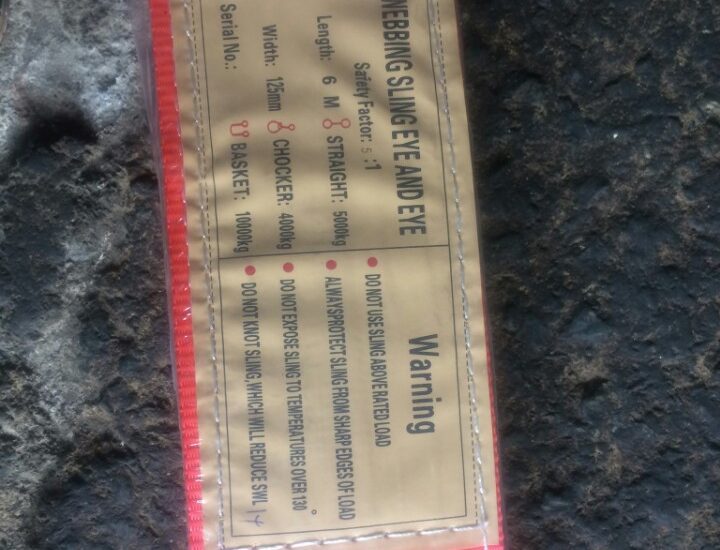 WEBBING SLING EYE AND EYE
Safety Factor: 5 :1
Length: 6 M STRAIGHT: 5000kg
Width: 125mm CHOCKER: 4000kg
Serial No.: BASKET: 10000kg
Warning
DO NOT USE SLING ABOVE RATED LOAD
ALWAYSPROTECT SLING FROM SHARP EDGES OF LOAD
DO NOT EXPOSE SLING TO TEMPERATURES OVER 130°
DO NOT KNOT SLING, WHICH WILL REDUCE SWL 14